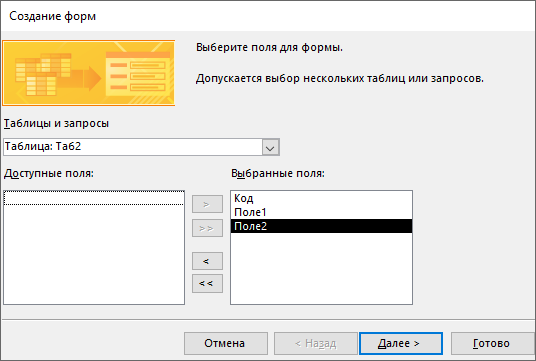 Создание форм
Выберите поля для формы.
Допускается выбор нескольких таблиц или запросов.
Таблицы и запросы
Таблица: Таб2
Доступные поля:
Выбранные поля:
>
>>
<
<<
Код
Поле1
Поле2
Отмена
< Назад
Далее >
Готово